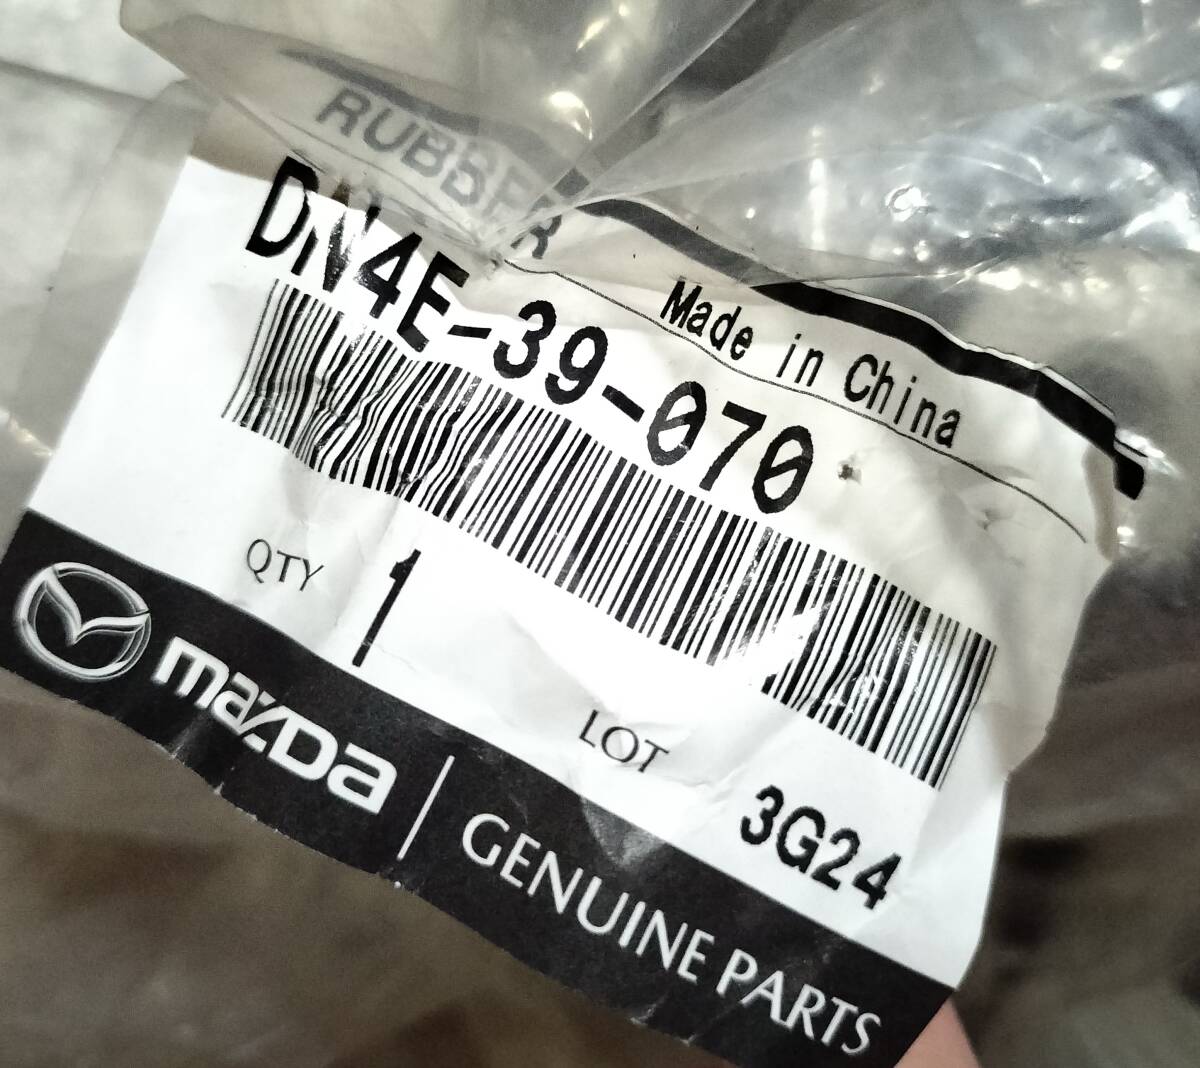 RUBBER
Made in China
DN4E-39-070
QTY 1
LOT 3G24
mazda GENUINE PARTS